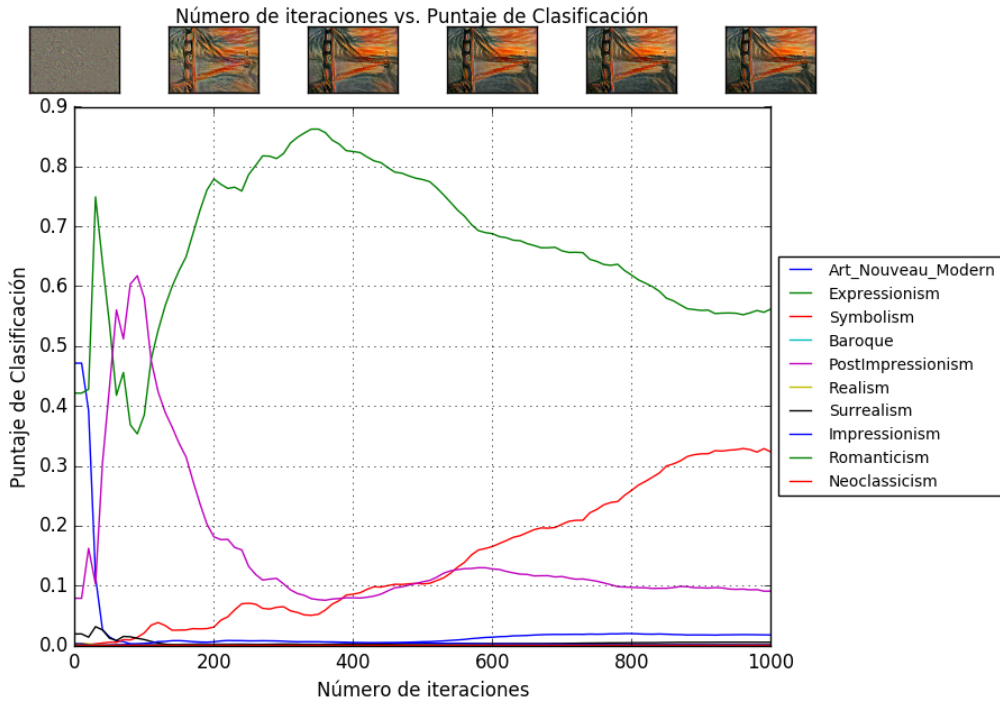 Número de iteraciones vs. Puntaje de Clasificación
0.9
0.8
0.7
0.6
0.5
0.4
0.3
0.2
0.1
0.0
Puntaje de Clasificación
0
200
400
600
800
1000
Número de iteraciones
Art_Nouveau_Modern
Expressionism
Symbolism
Baroque
PostImpressionism
Realism
Surrealism
Impressionism
Romanticism
Neoclassicism